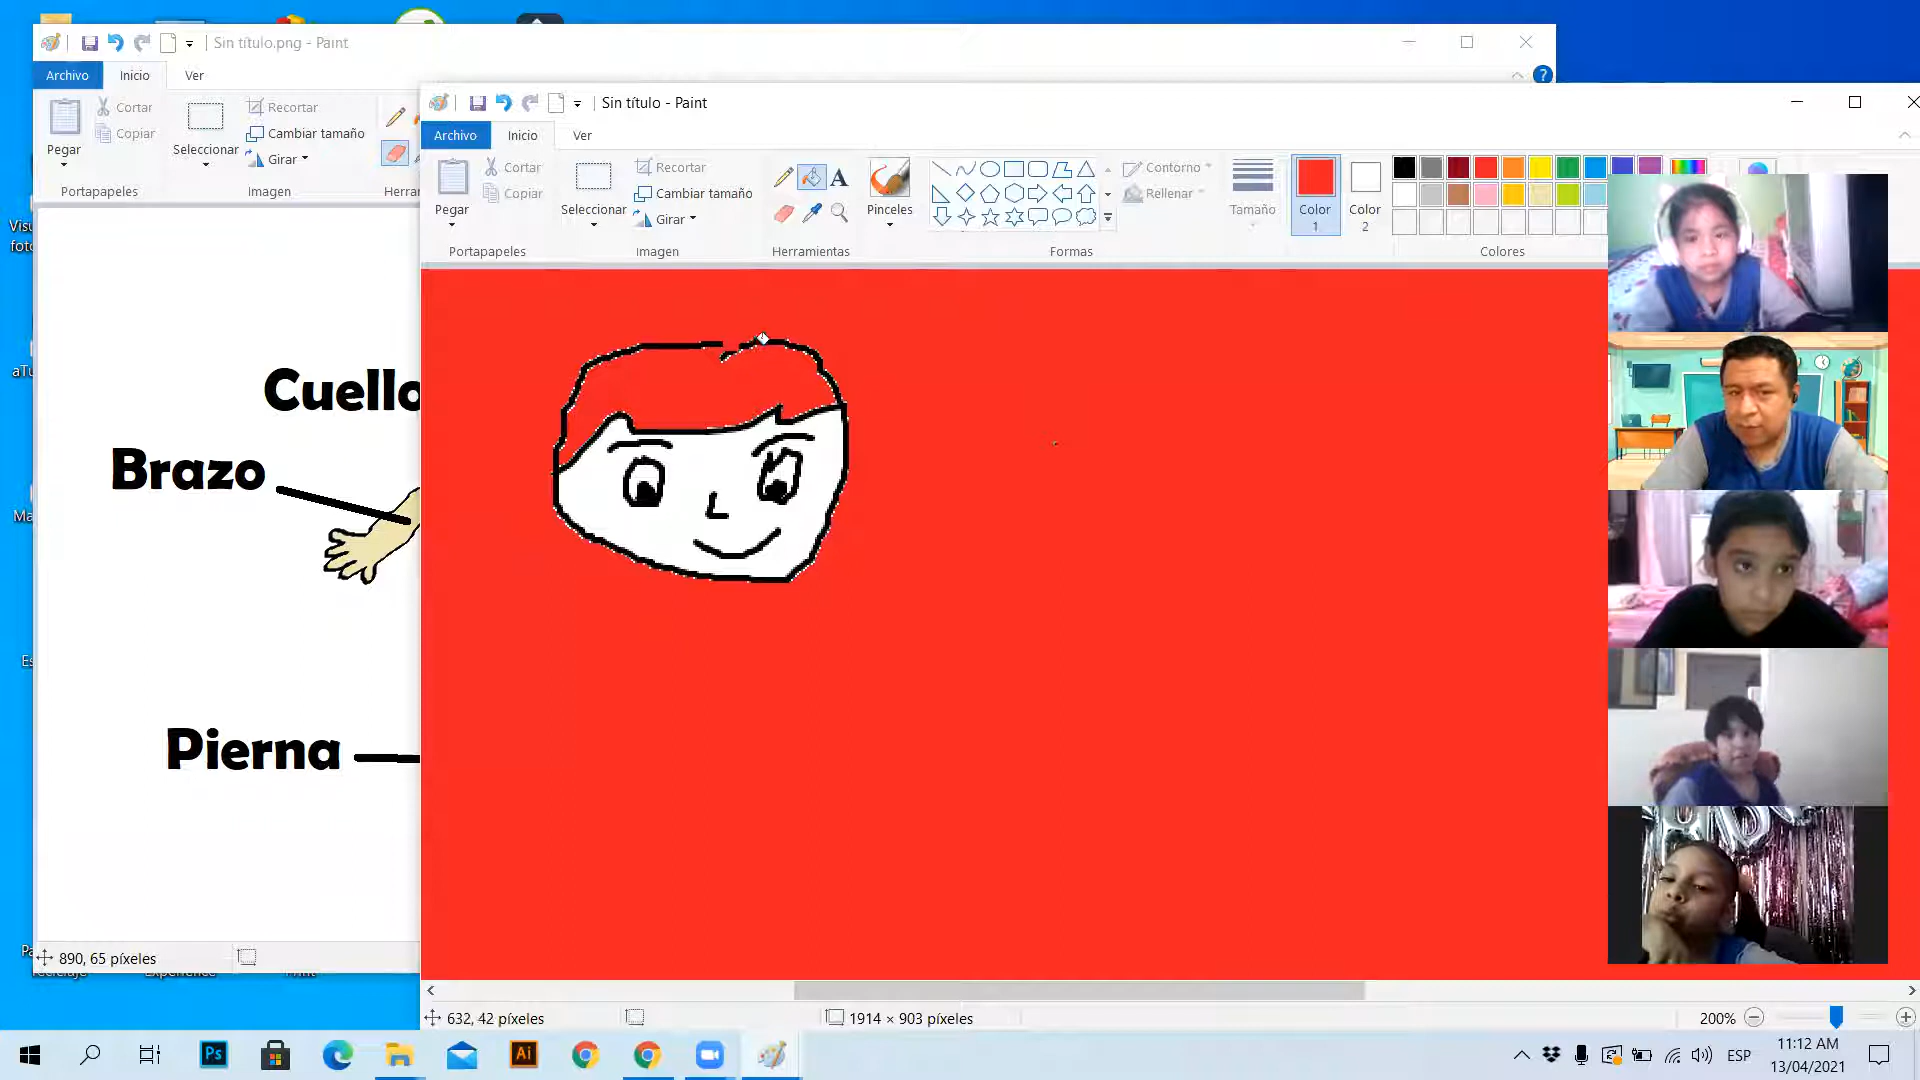 Sin título.png - Paint
Archivo
Inicio
Ver
Pegar
Cortar
Copiar
Seleccionar
Recortar
Cambiar tamaño
Girar
Portapapeles
Imagen
Sin título - Paint
Archivo
Inicio
Ver
Pegar
Cortar
Copiar
Seleccionar
Recortar
Cambiar tamaño
Girar
Pinceles
Contorno
Rellenar
Tamaño
Color
1
Color
2
Portapapeles
Imagen
Herramientas
Formas
Colores
Cuello
Brazo
Pierna
890, 65 píxeles
632, 42 píxeles
1914 × 903 píxeles
200%
Ps
Ai
ESP
11:12 AM
13/04/2021